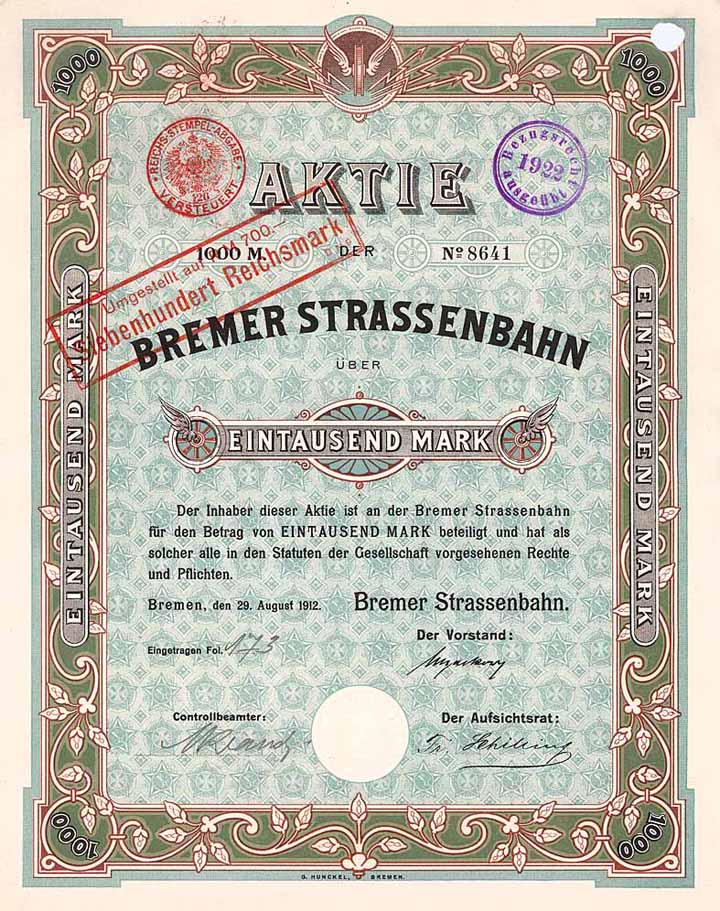 1000
1000
REICHS-STEMPEL-ABGABE
126
VERSTEUERT
Bezugsrecht
1922
ausgeübt
AKTIE
1000 M. DER Nº 8641
Umgestellt auf 700.—
Siebenhundert Reichsmark
BREMER STRASSENBAHN
ÜBER
EINTAUSEND MARK
EINTAUSEND MARK
EINTAUSEND MARK
Der Inhaber dieser Aktie ist an der Bremer Strassenbahn
für den Betrag von EINTAUSEND MARK beteiligt und hat als
solcher alle in den Statuten der Gesellschaft vorgesehenen Rechte
und Pflichten.
Bremen, den 29. August 1912. Bremer Strassenbahn.
Eingetragen Fol. 173
Der Vorstand:
Controllbeamter:
Der Aufsichtsrat:
Schilling
1000
1000
G. HUNCKEL, BREMEN.